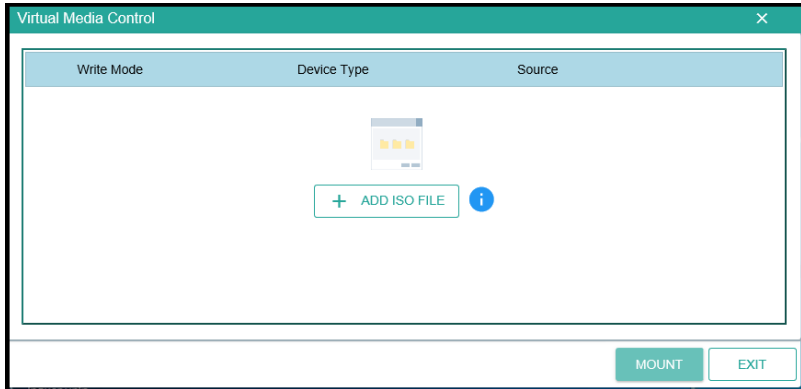 Virtual Media Control
Write Mode Device Type Source
+ ADD ISO FILE i
MOUNT EXIT